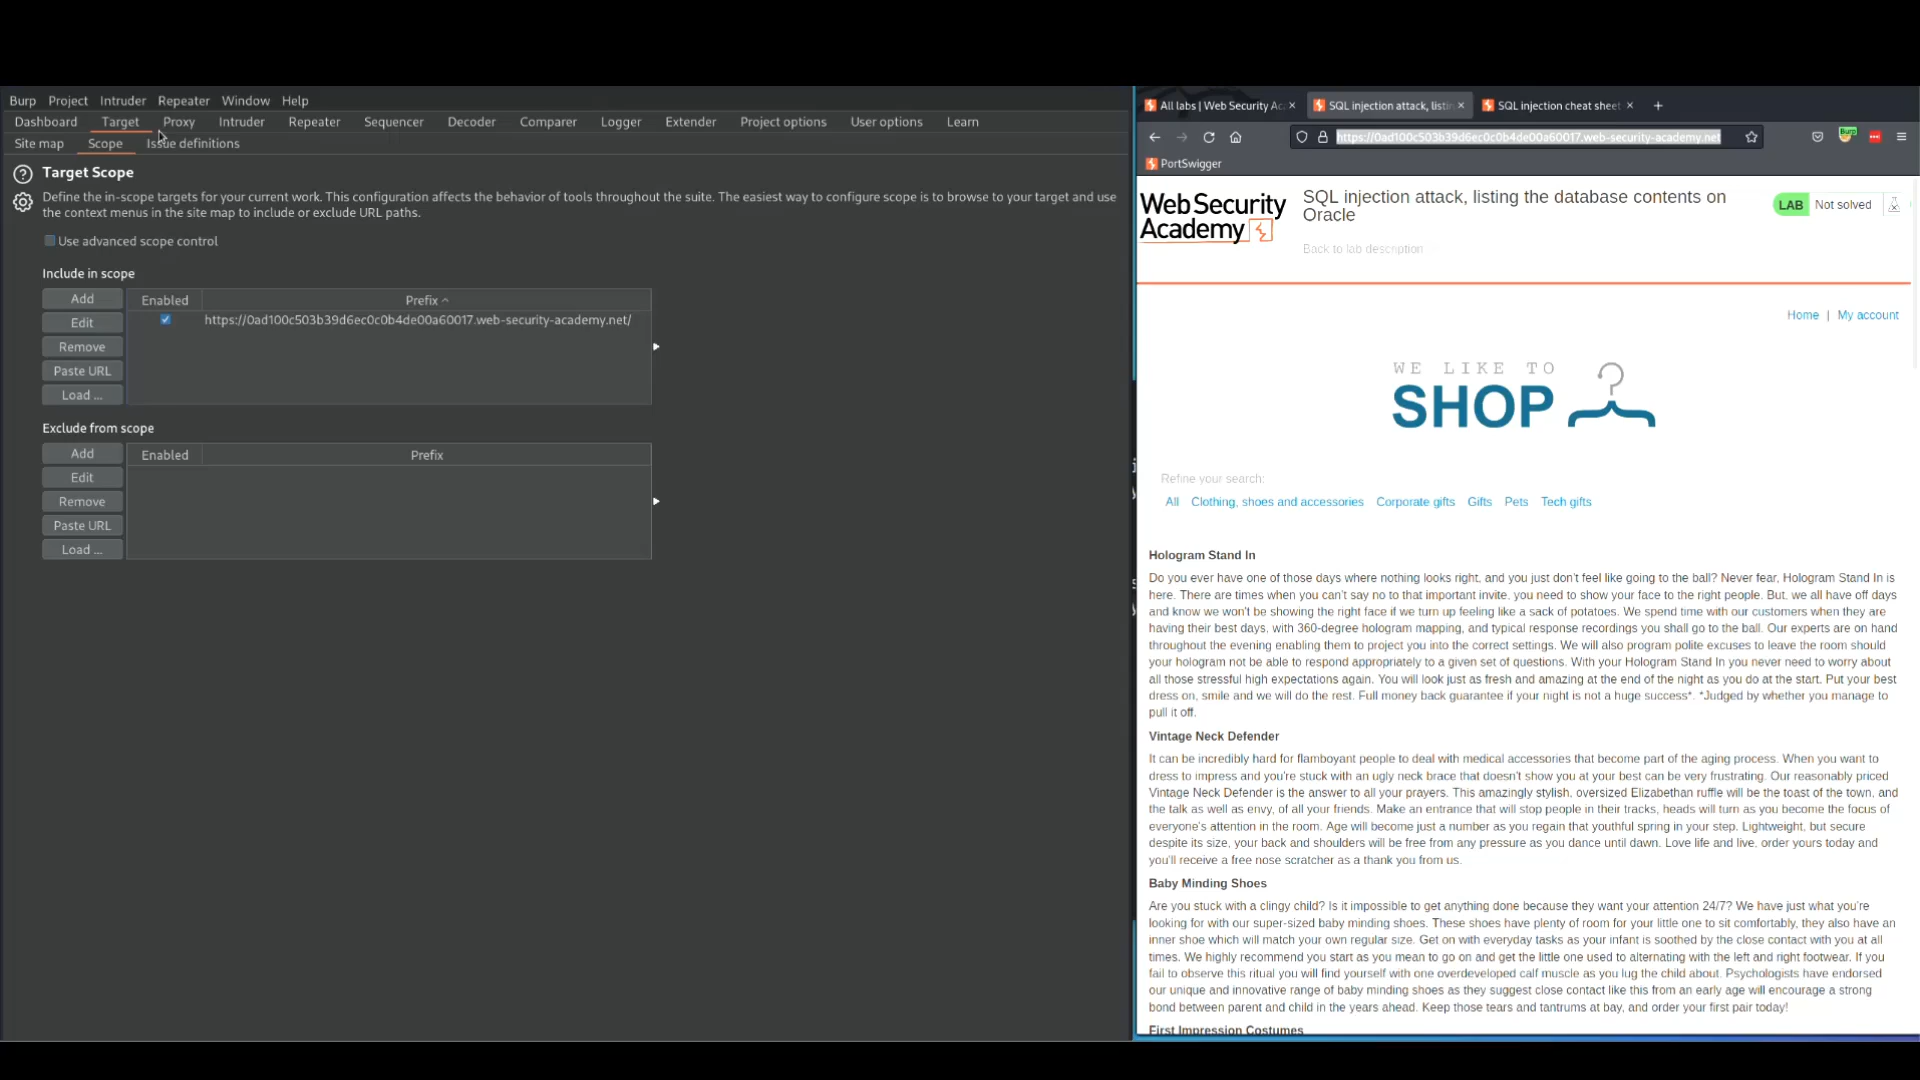 Burp Project Intruder Repeater Window Help
Dashboard Target Proxy Intruder Repeater Sequencer Decoder Comparer Logger Extender Project options User options Learn
Site map Scope Issue definitions
Target Scope
Define the in-scope targets for your current work. This configuration affects the behavior of tools throughout the suite. The easiest way to configure scope is to browse to your target and use
the context menus in the site map to include or exclude URL paths.
Use advanced scope control
Include in scope
Add Enabled Prefix
Edit https://0ad100c503b39d6ec0c0b4de00a60017.web-security-academy.net/
Remove
Paste URL
Load ...
Exclude from scope
Add Enabled Prefix
Edit
Remove
Paste URL
Load ...
All labs | Web Security Ac SQL injection attack, listin SQL injection cheat sheet
https://0ad100c503b39d6ec0c0b4de00a60017.web-security-academy.net
Burp
PortSwigger
WebSecurity
Academy
SQL injection attack, listing the database contents on
Oracle
LAB Not solved
Back to lab description
Home | My account
WE LIKE TO
SHOP
Refine your search:
All Clothing, shoes and accessories Corporate gifts Gifts Pets Tech gifts
Hologram Stand In
Do you ever have one of those days where nothing looks right, and you just don't feel like going to the ball? Never fear, Hologram Stand In is
here. There are times when you can't say no to that important invite, you need to show your face to the right people. But, we all have off days
and know we won't be showing the right face if we turn up feeling like a sack of potatoes. We spend time with our customers when they are
having their best days, with 360-degree hologram mapping, and typical response recordings you shall go to the ball. Our experts are on hand
throughout the evening enabling them to project you into the correct settings. We will also program polite excuses to leave the room should
your hologram not be able to respond appropriately to a given set of questions. With your Hologram Stand In you never need to worry about
all those stressful high expectations again. You will look just as fresh and amazing at the end of the night as you do at the start. Put your best
dress on, smile and we will do the rest. Full money back guarantee if your night is not a huge success*. *Judged by whether you manage to
pull it off.
Vintage Neck Defender
It can be incredibly hard for flamboyant people to deal with medical accessories that become part of the aging process. When you want to
dress to impress and you're stuck with an ugly neck brace that doesn't show you at your best can be very frustrating. Our reasonably priced
Vintage Neck Defender is the answer to all your prayers. This amazingly stylish, oversized Elizabethan ruffle will be the toast of the town, and
the talk as well as envy, of all your friends. Make an entrance that will stop people in their tracks, heads will turn as you become the focus of
everyone's attention in the room. Age will become just a number as you regain that youthful spring in your step. Lightweight, but secure
despite its size, your back and shoulders will be free from any pressure as you dance until dawn. Love life and live, order yours today and
you'll receive a free nose scratcher as a thank you from us.
Baby Minding Shoes
Are you stuck with a clingy child? Is it impossible to get anything done because they want your attention 24/7? We have just what you're
looking for with our super-sized baby minding shoes. These shoes have plenty of room for your little one to sit comfortably, they also have an
inner shoe which will match your own regular size. Get on with everyday tasks as your infant is soothed by the close contact with you at all
times. We highly recommend you start as you mean to go on and get the little one used to alternating with the left and right footwear. If you
fail to observe this ritual you will find yourself with one overdeveloped calf muscle as you lug the child about. Psychologists have endorsed
our unique and innovative range of baby minding shoes as they suggest close contact like this from an early age will encourage a strong
bond between parent and child in the years ahead. Keep those tears and tantrums at bay, and order your first pair today!
First Impression Costumes